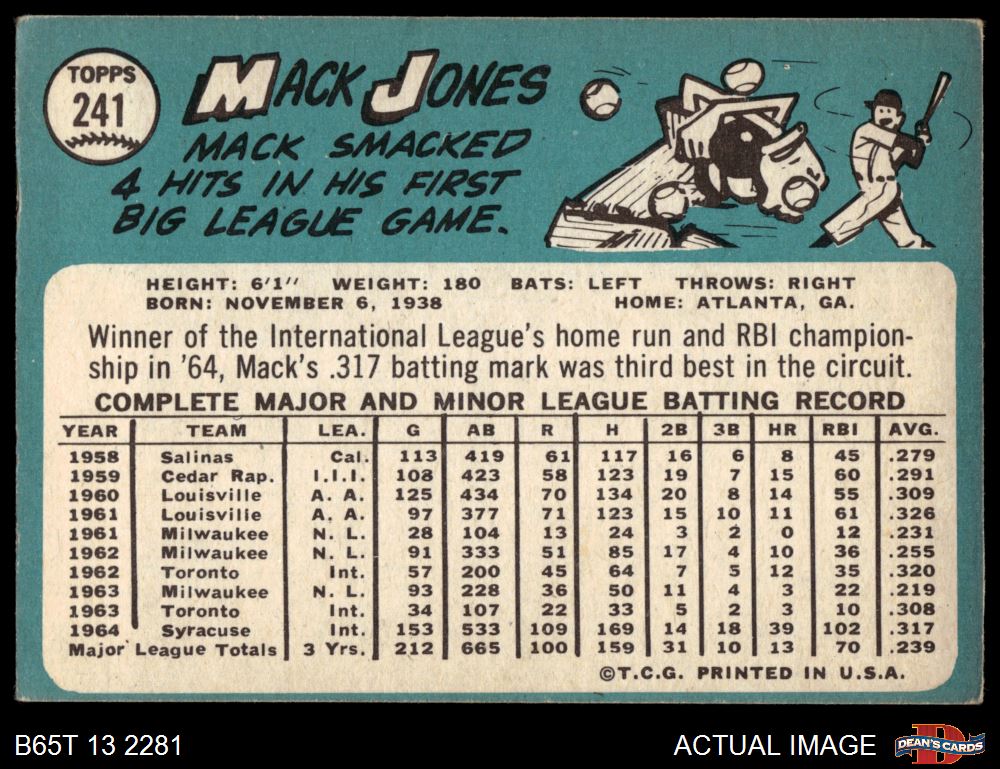 TOPPS
241
MACK JONES
MACK SMACKED
4 HITS IN HIS FIRST
BIG LEAGUE GAME.
HEIGHT: 6'1" WEIGHT: 180 BATS: LEFT THROWS: RIGHT
BORN: NOVEMBER 6, 1938 HOME: ATLANTA, GA.
Winner of the International League's home run and RBI champion-
ship in '64, Mack's .317 batting mark was third best in the circuit.
COMPLETE MAJOR AND MINOR LEAGUE BATTING RECORD
YEAR TEAM LEA. G AB R H 2B 3B HR RBI AVG.
1958 Salinas Cal. 113 419 61 117 16 6 8 45 .279
1959 Cedar Rap. I.I.I. 108 423 58 123 19 7 15 60 .291
1960 Louisville A. A. 125 434 70 134 20 8 14 55 .309
1961 Louisville A. A. 97 377 71 123 15 10 11 61 .326
1961 Milwaukee N. L. 28 104 13 24 3 2 0 12 .231
1962 Milwaukee N. L. 91 333 51 85 17 4 10 36 .255
1962 Toronto Int. 57 200 45 64 7 5 12 35 .320
1963 Milwaukee N. L. 93 228 36 50 11 4 3 22 .219
1963 Toronto Int. 34 107 22 33 5 2 3 10 .308
1964 Syracuse Int. 153 533 109 169 14 18 39 102 .317
Major League Totals 3 Yrs. 212 665 100 159 31 10 13 70 .239
©T.C.G. PRINTED IN U.S.A.
B65T 13 2281
ACTUAL IMAGE
D
DEAN'S CARDS